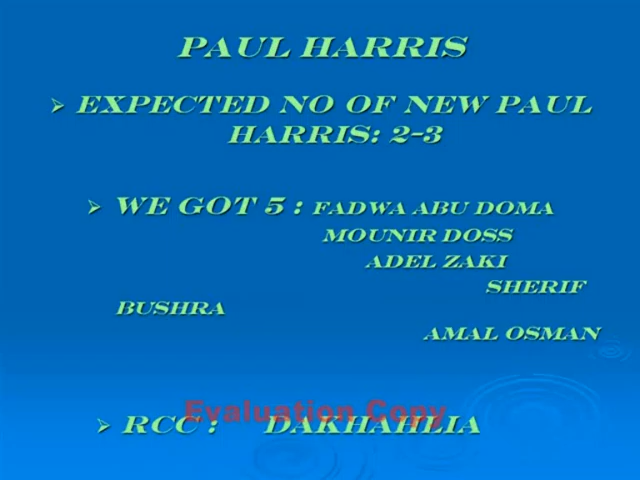 PAUL HARRIS
➢ EXPECTED NO OF NEW PAUL
HARRIS: 2-3
➢ WE GOT 5 : FADWA ABU DOMA
MOUNIR DOSS
ADEL ZAKI
SHERIF
BUSHRA
AMAL OSMAN
Evaluation Copy
➢ RCC : DAKHAHLIA